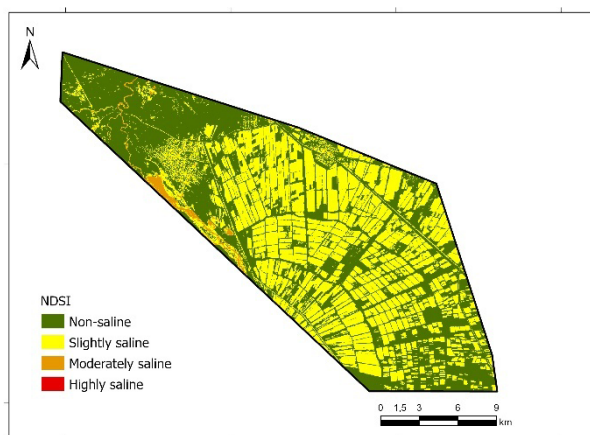 N
NDSI
Non-saline
Slightly saline
Moderately saline
Highly saline
0 1,5 3 6 9
km